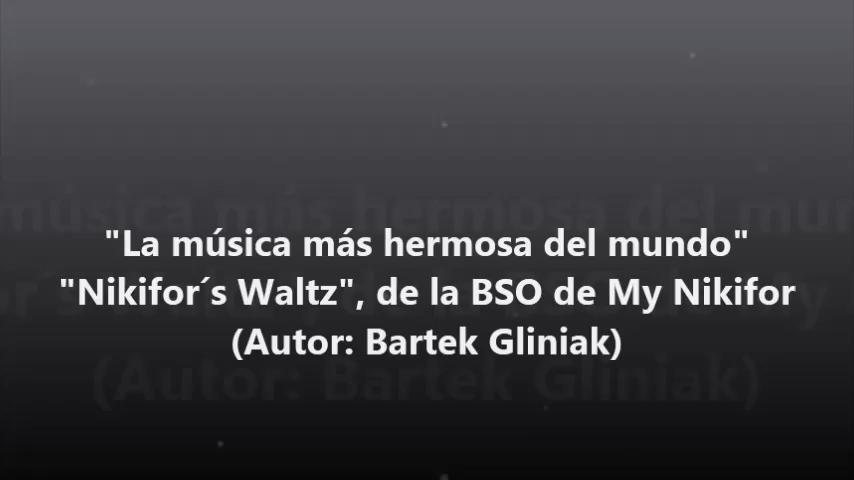 "La música más hermosa del mundo"
"Nikifor´s Waltz", de la BSO de My Nikifor
(Autor: Bartek Gliniak)